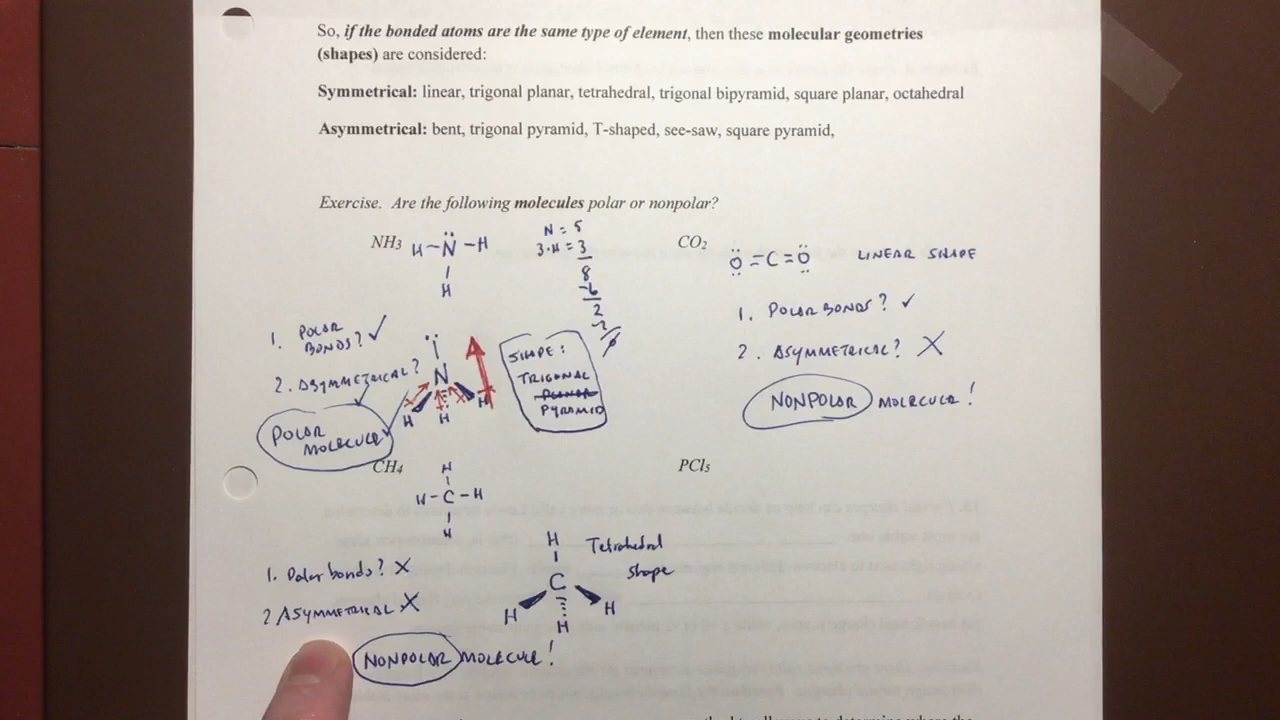 So, if the bonded atoms are the same type of element, then these molecular geometries
(shapes) are considered:
Symmetrical: linear, trigonal planar, tetrahedral, trigonal bipyramid, square planar, octahedral
Asymmetrical: bent, trigonal pyramid, T-shaped, see-saw, square pyramid,
Exercise. Are the following molecules polar or nonpolar?
NH3
H-N-H
H
N = 5
3·H = 3
8
-6
2
-2
0
1. POLAR
BONDS? ✓
2. ASYMMETRICAL? ✓
POLAR
MOLECULE
N
H H H
SHAPE:
TRIGONAL
PLANAR
PYRAMID
CO2
O=C=O LINEAR SHAPE
1. POLAR BONDS? ✓
2. ASYMMETRICAL? X
NONPOLAR MOLECULE!
CH4
H
H-C-H
H
1. Polar bonds? X
2 ASYMMETRICAL X
NONPOLAR MOLECULE!
H
C
H H H
Tetrahedral
shape
PCl5